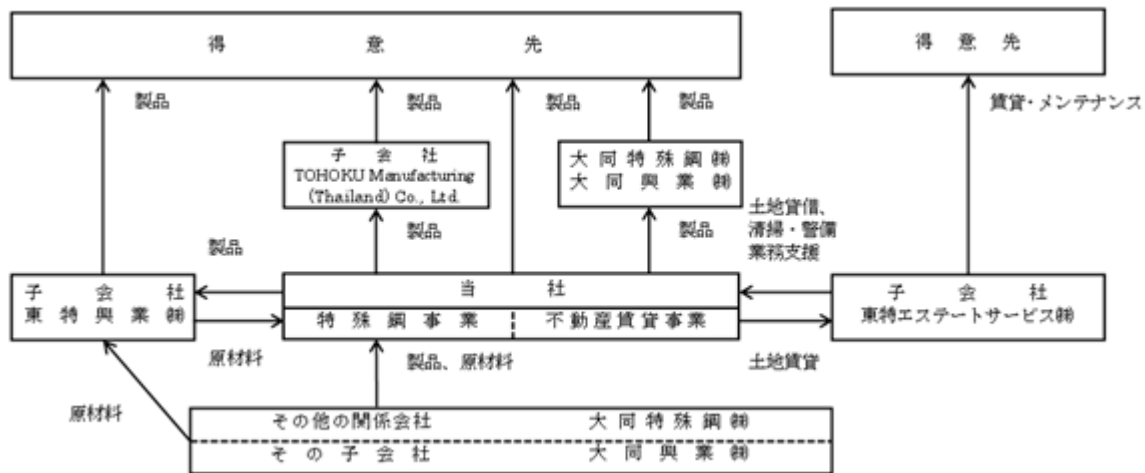 得意先
得意先
製品
製品
製品
製品
賃貸・メンテナンス
子会社
TOHOKU Manufacturing
(Thailand) Co., Ltd.
大同特殊鋼㈱
大同興業㈱
製品
製品
製品
土地賃借、
清掃・警備
業務支援
子会社
東特興業㈱
当社
特殊鋼事業
不動産賃貸事業
子会社
東特エステートサービス㈱
原材料
製品、原材料
土地賃貸
原材料
その他の関係会社 大同特殊鋼㈱
その子会社 大同興業㈱